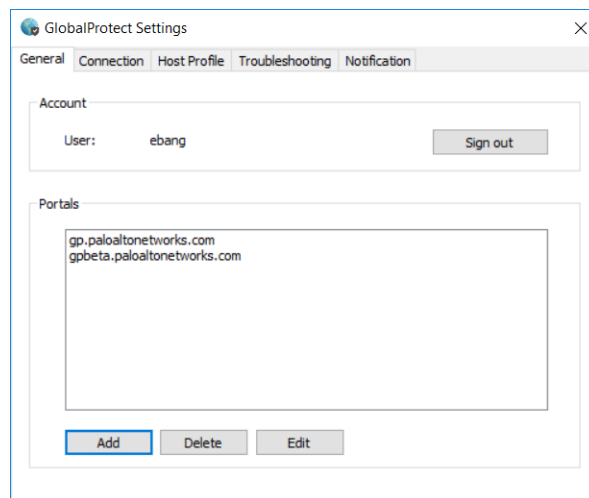 GlobalProtect Settings
General Connection Host Profile Troubleshooting Notification
Account
User: ebang Sign out
Portals
gp.paloaltonetworks.com
gpbeta.paloaltonetworks.com
Add Delete Edit